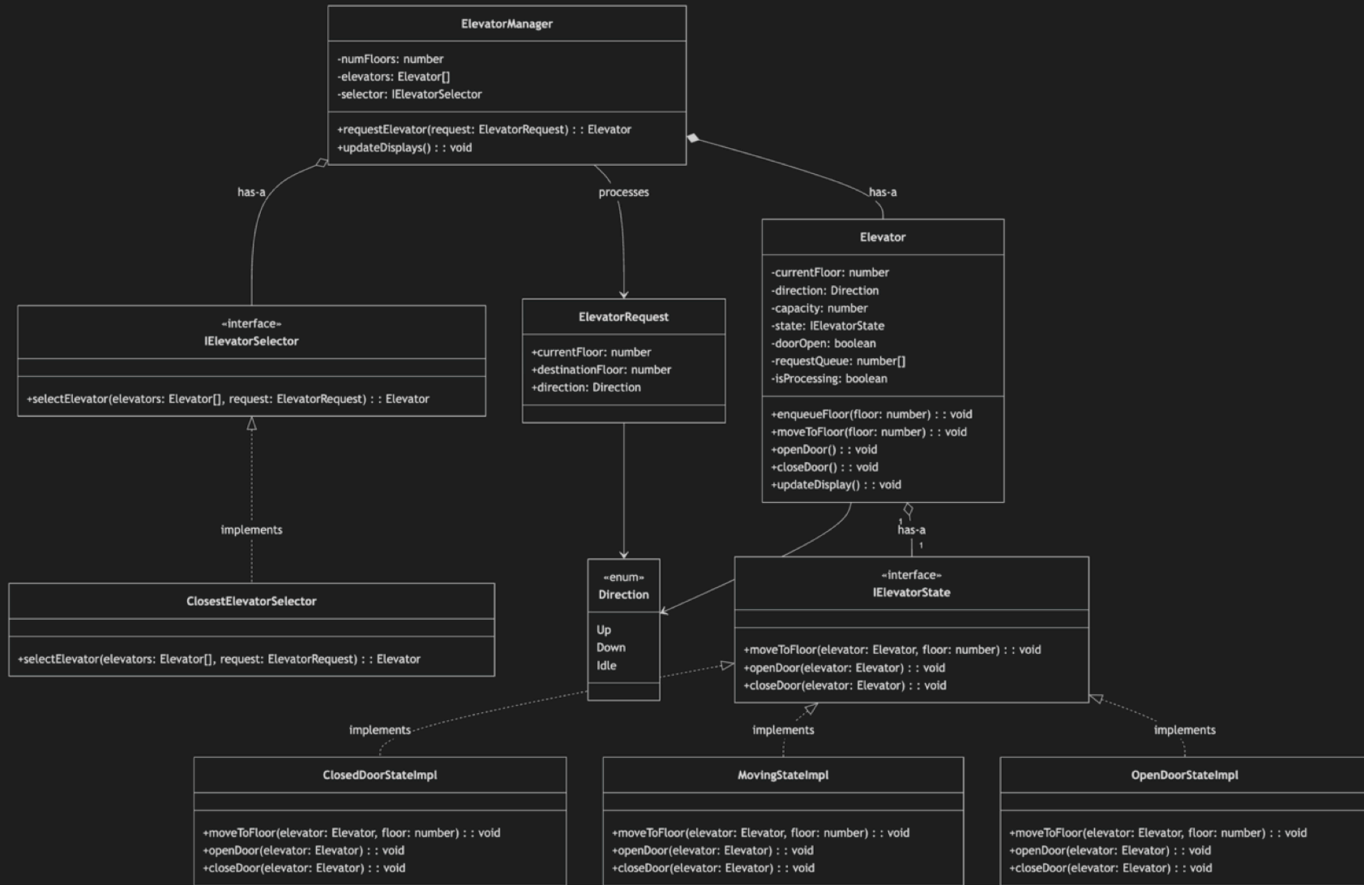 ElevatorManager
-numFloors: number
-elevators: Elevator[]
-selector: IElevatorSelector
+requestElevator(request: ElevatorRequest) : : Elevator
+updateDisplays() : : void
has-a
processes
has-a
Elevator
-currentFloor: number
-direction: Direction
-capacity: number
-state: IElevatorState
-doorOpen: boolean
-requestQueue: number[]
-isProcessing: boolean
+enqueueFloor(floor: number) : : void
+moveToFloor(floor: number) : : void
+openDoor() : : void
+closeDoor() : : void
+updateDisplay() : : void
«interface»
IElevatorSelector
+selectElevator(elevators: Elevator[], request: ElevatorRequest) : : Elevator
ElevatorRequest
+currentFloor: number
+destinationFloor: number
+direction: Direction
implements
1
has-a
1
ClosestElevatorSelector
+selectElevator(elevators: Elevator[], request: ElevatorRequest) : : Elevator
«enum»
Direction
Up
Down
Idle
«interface»
IElevatorState
+moveToFloor(elevator: Elevator, floor: number) : : void
+openDoor(elevator: Elevator) : : void
+closeDoor(elevator: Elevator) : : void
implements
implements
implements
ClosedDoorStateImpl
+moveToFloor(elevator: Elevator, floor: number) : : void
+openDoor(elevator: Elevator) : : void
+closeDoor(elevator: Elevator) : : void
MovingStateImpl
+moveToFloor(elevator: Elevator, floor: number) : : void
+openDoor(elevator: Elevator) : : void
+closeDoor(elevator: Elevator) : : void
OpenDoorStateImpl
+moveToFloor(elevator: Elevator, floor: number) : : void
+openDoor(elevator: Elevator) : : void
+closeDoor(elevator: Elevator) : : void